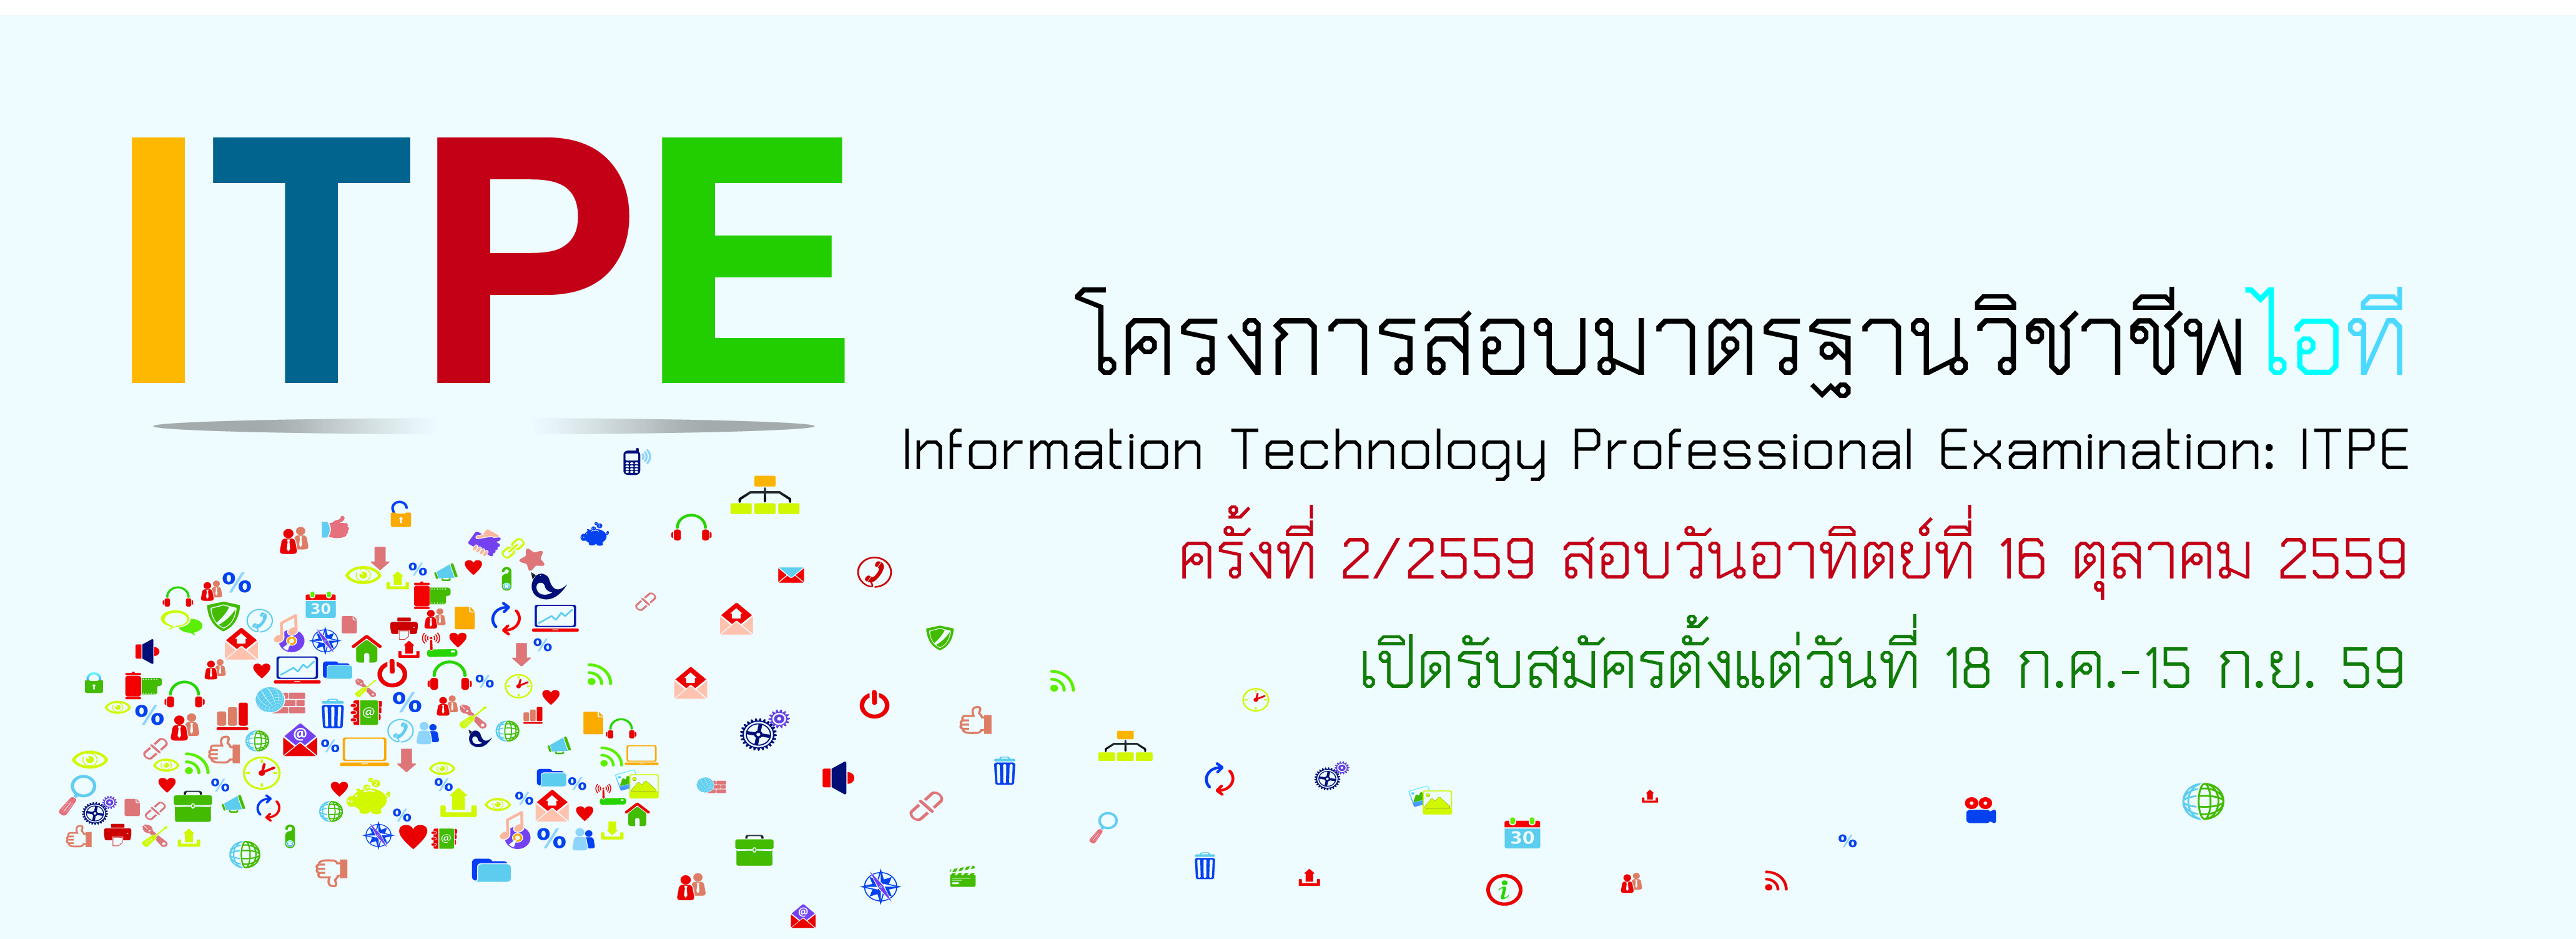 ITPE
โครงการสอบมาตรฐานวิชาชีพไอที
Information Technology Professional Examination: ITPE
ครั้งที่ 2/2559 สอบวันอาทิตย์ที่ 16 ตุลาคม 2559
เปิดรับสมัครตั้งแต่วันที่ 18 ก.ค.-15 ก.ย. 59
30
30